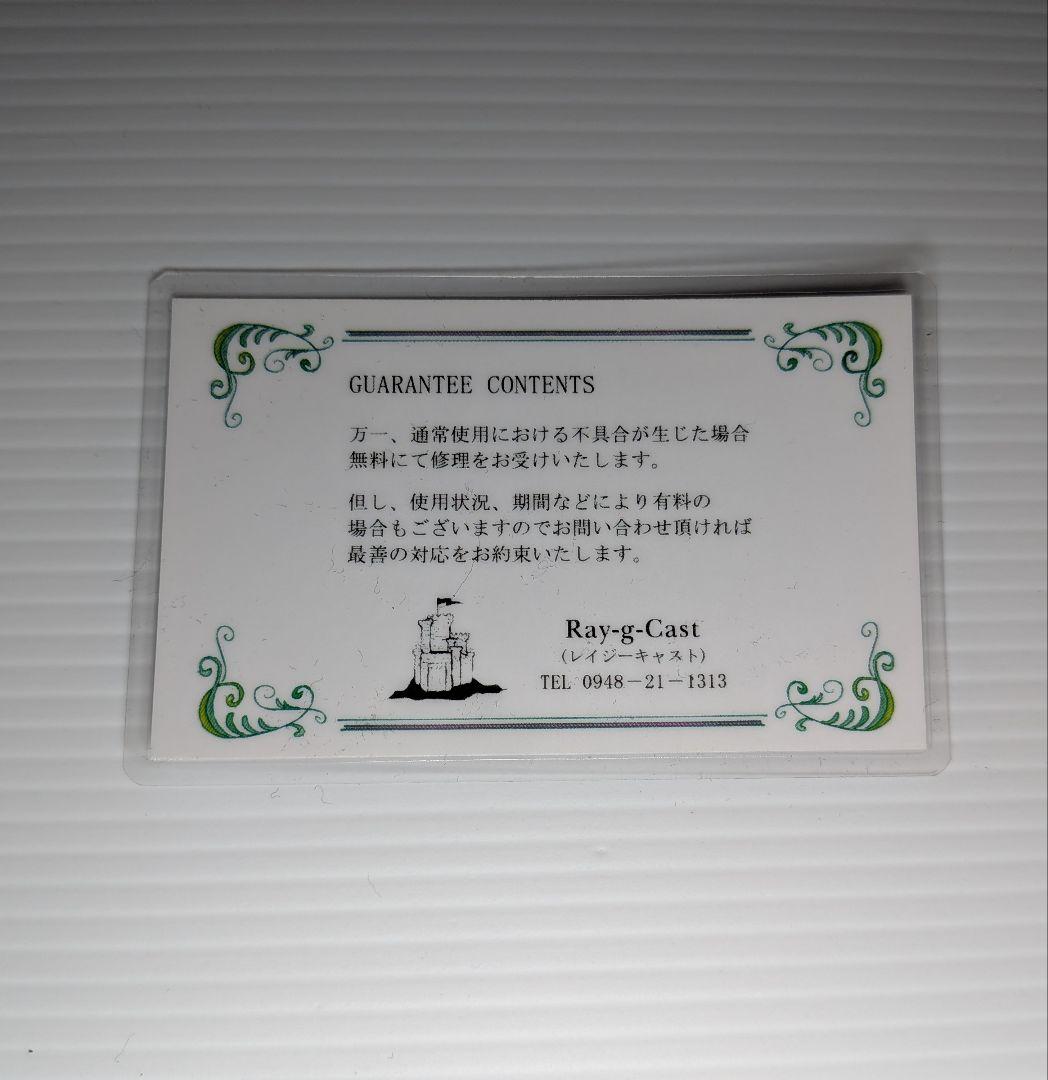 GUARANTEE CONTENTS
万一、通常使用における不具合が生じた場合
無料にて修理をお受けいたします。
但し、使用状況、期間などにより有料の
場合もございますのでお問い合わせ頂ければ
最善の対応をお約束いたします。
Ray-g-Cast
(レイジーキャスト)
TEL 0948－21－1313